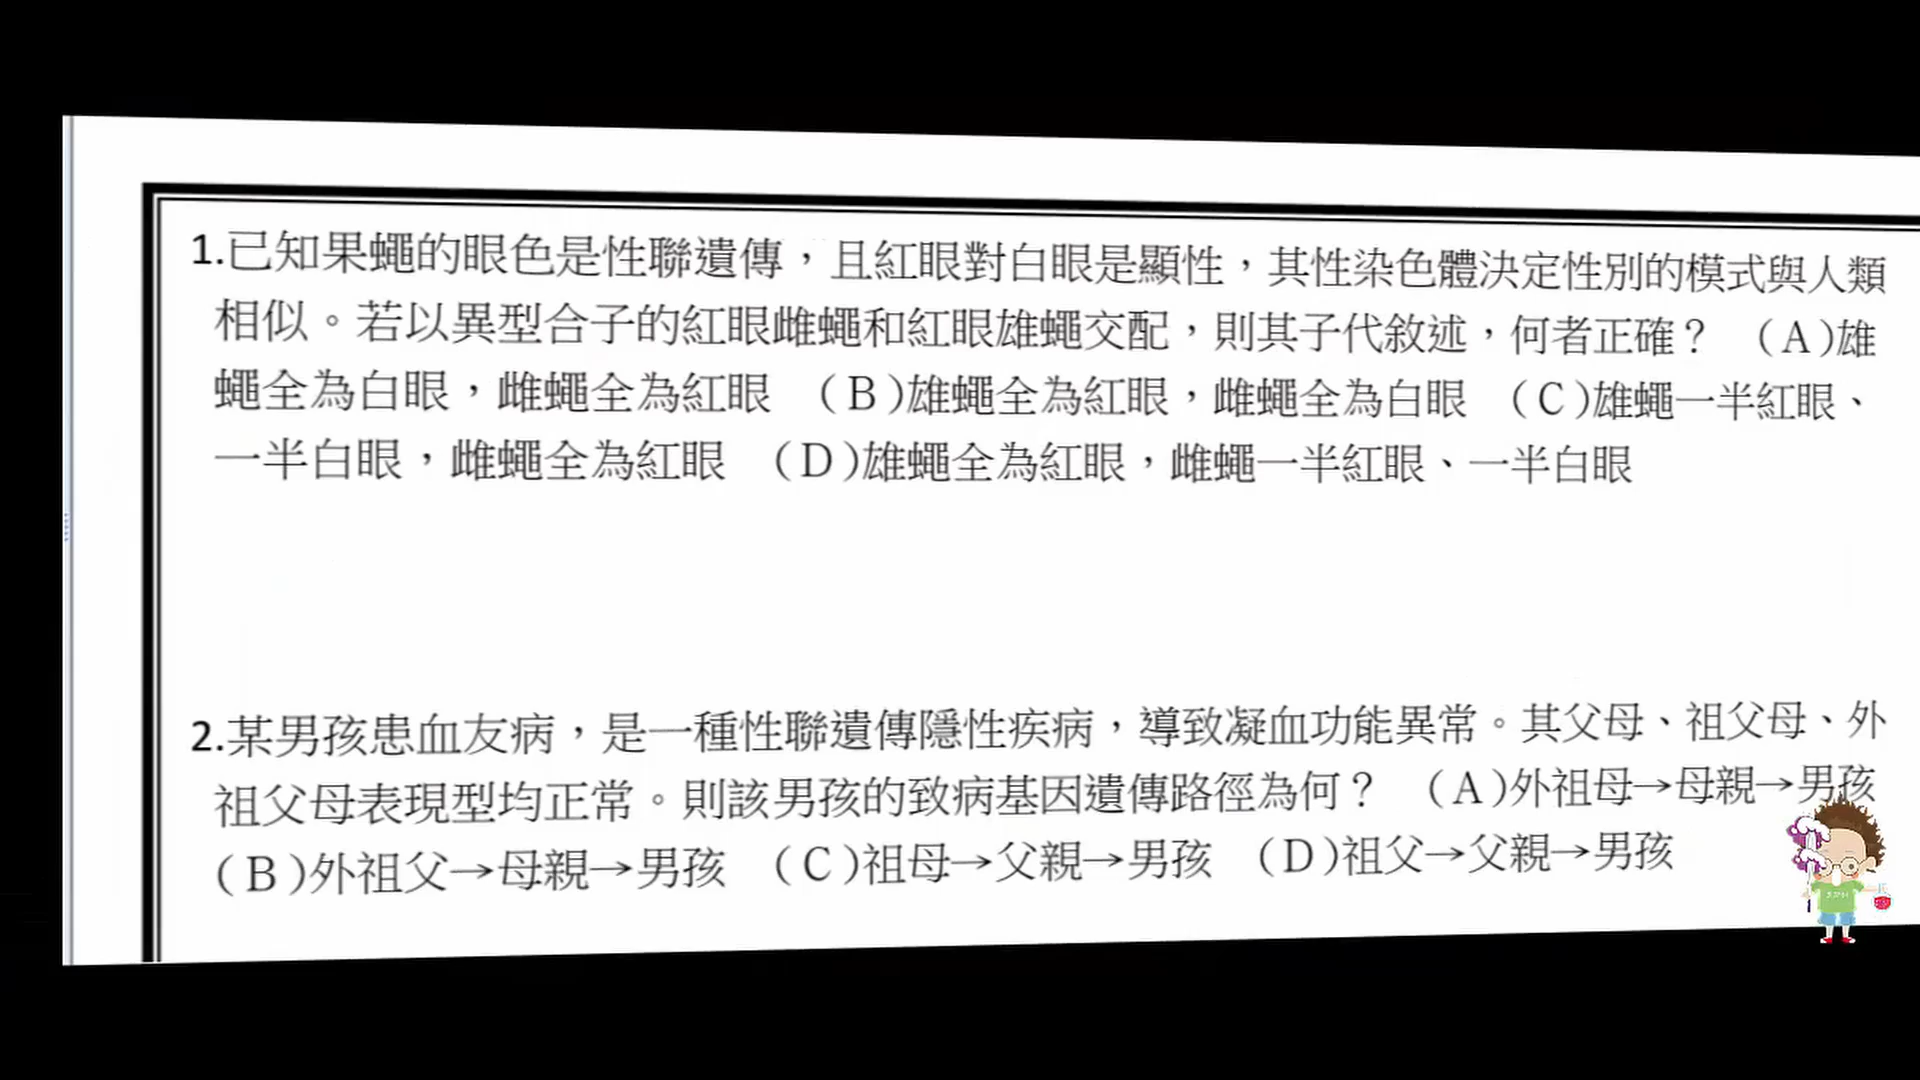 1.已知果蠅的眼色是性聯遺傳，且紅眼對白眼是顯性，其性染色體決定性別的模式與人類
相似。若以異型合子的紅眼雌蠅和紅眼雄蠅交配，則其子代敘述，何者正確？ （A)雄
蠅全為白眼，雌蠅全為紅眼 （B)雄蠅全為紅眼，雌蠅全為白眼 （C)雄蠅一半紅眼、
一半白眼，雌蠅全為紅眼 （D)雄蠅全為紅眼，雌蠅一半紅眼、一半白眼
2.某男孩患血友病，是一種性聯遺傳隱性疾病，導致凝血功能異常。其父母、祖父母、外
祖父母表現型均正常。則該男孩的致病基因遺傳路徑為何？ （A)外祖母→母親→男孩
（B)外祖父→母親→男孩 （C)祖母→父親→男孩 （D)祖父→父親→男孩